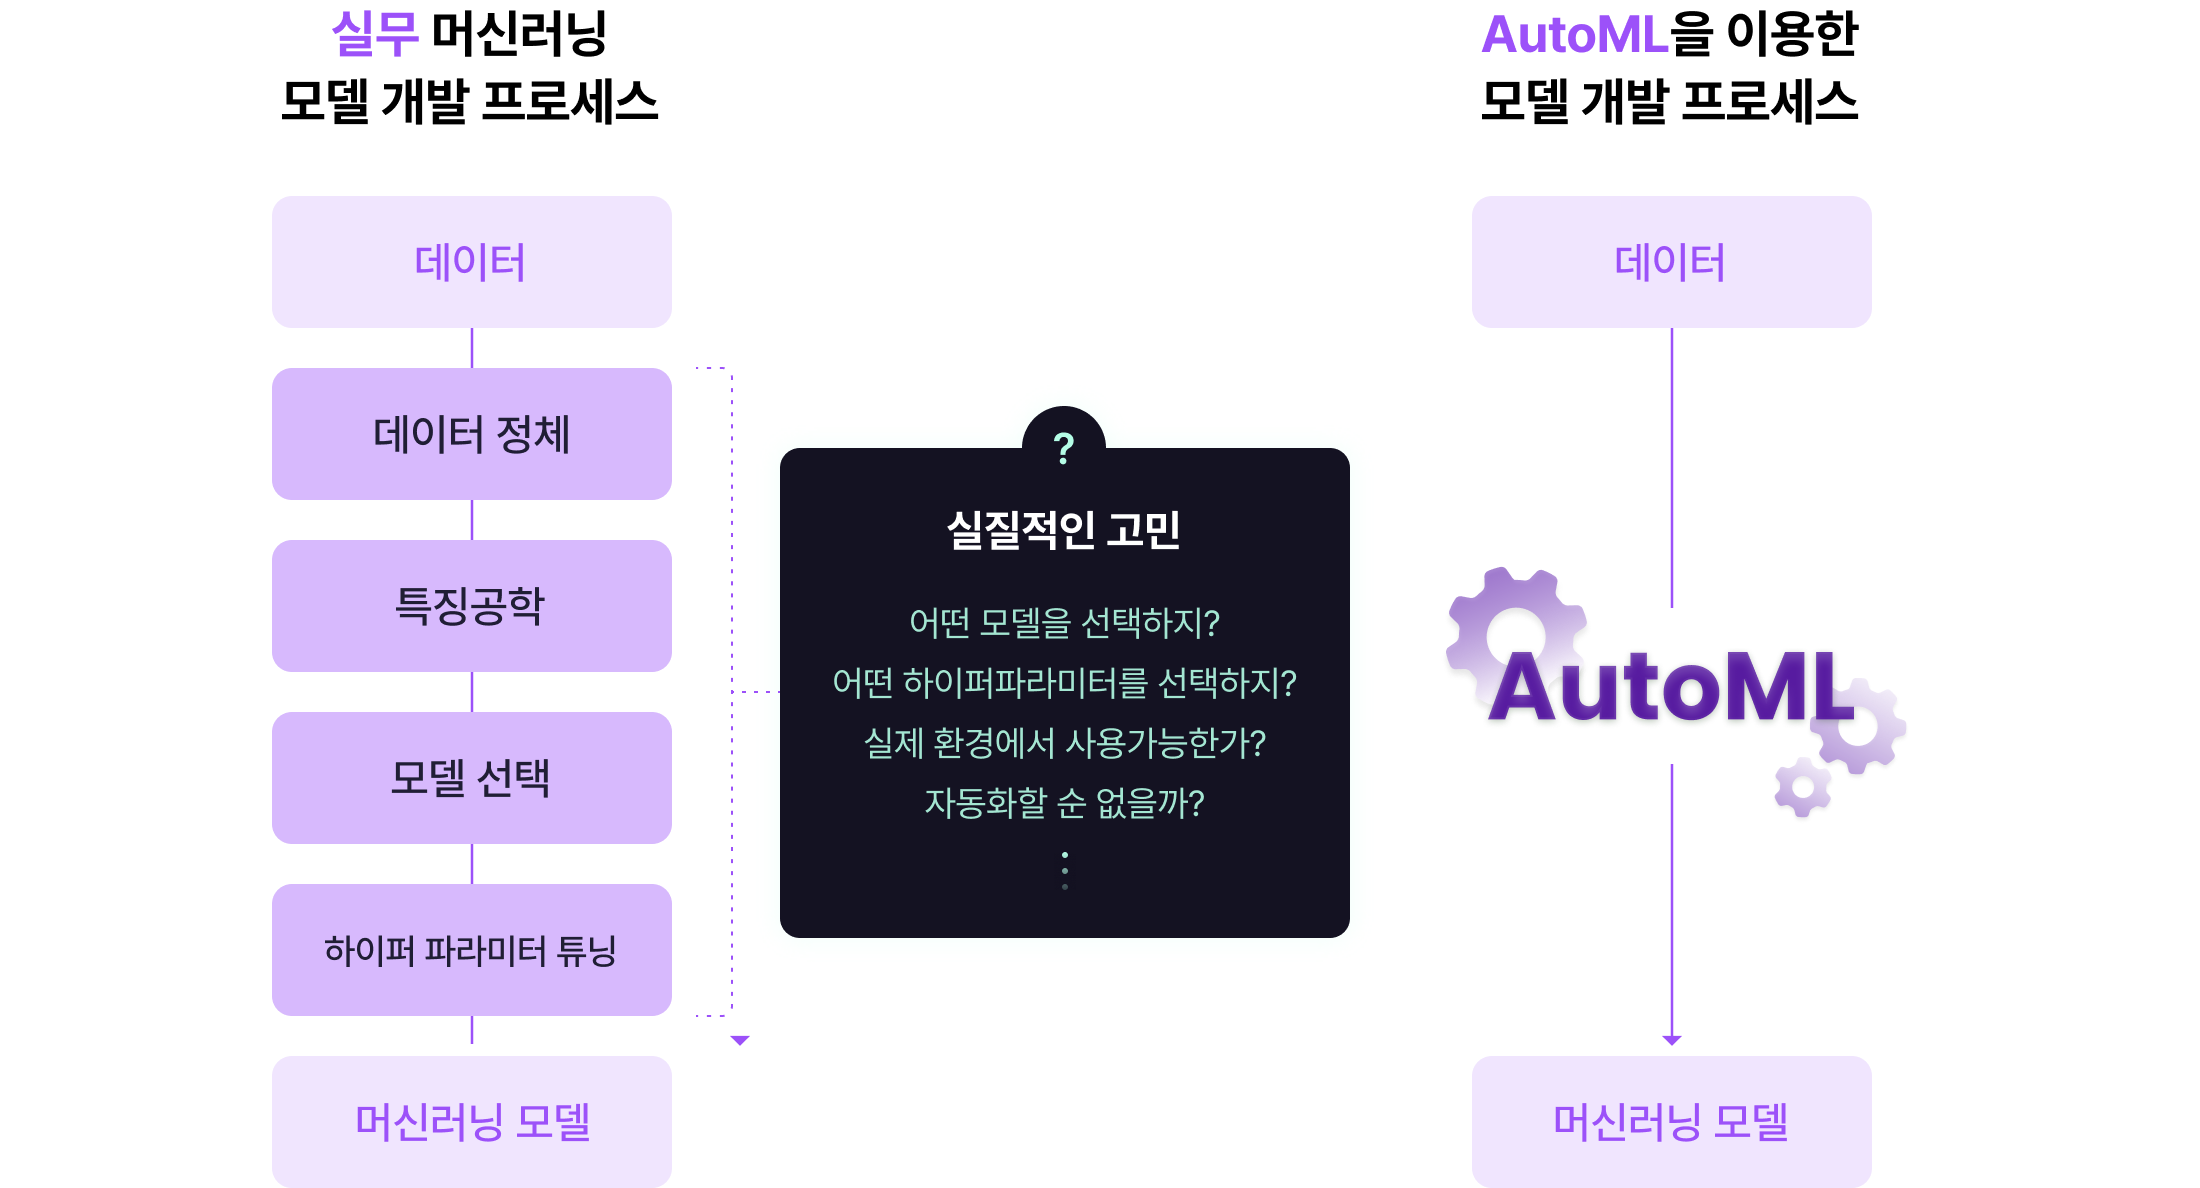 실무 머신러닝
모델 개발 프로세스
데이터
데이터 정체
특징공학
모델 선택
하이퍼 파라미터 튜닝
머신러닝 모델
?
실질적인 고민
어떤 모델을 선택하지?
어떤 하이퍼파라미터를 선택하지?
실제 환경에서 사용가능한가?
자동화할 순 없을까?
AutoML을 이용한
모델 개발 프로세스
데이터
AutoML
머신러닝 모델